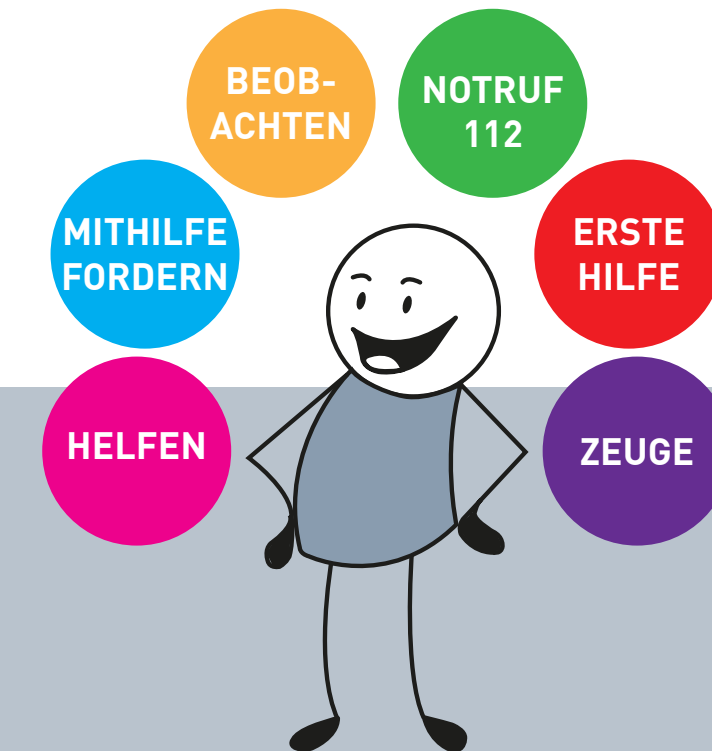 BEOB-
ACHTEN
NOTRUF
112
MITHILFE
FORDERN
ERSTE
HILFE
HELFEN
ZEUGE